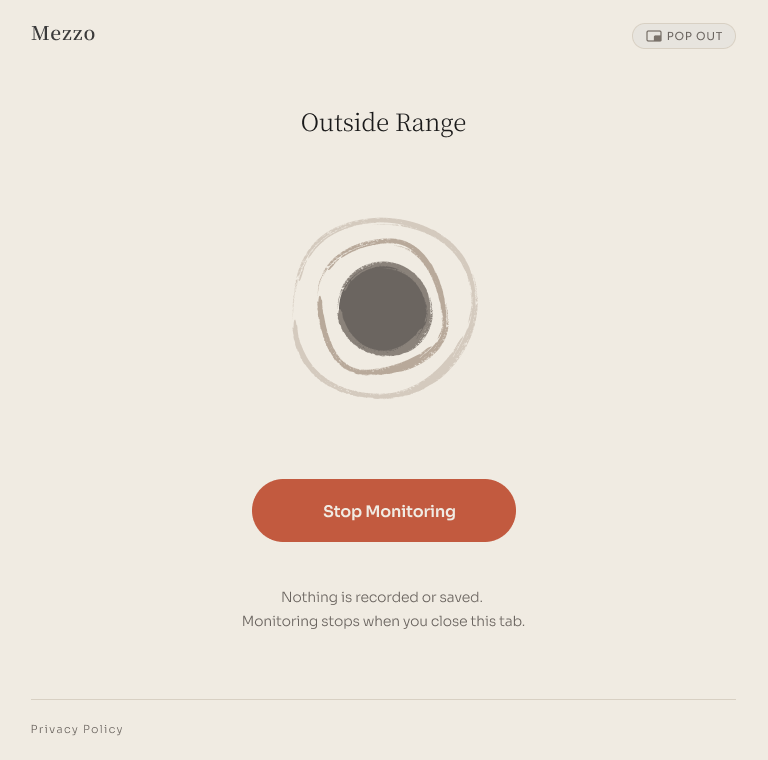 Mezzo
POP OUT
Outside Range
Stop Monitoring
Nothing is recorded or saved.
Monitoring stops when you close this tab.
Privacy Policy